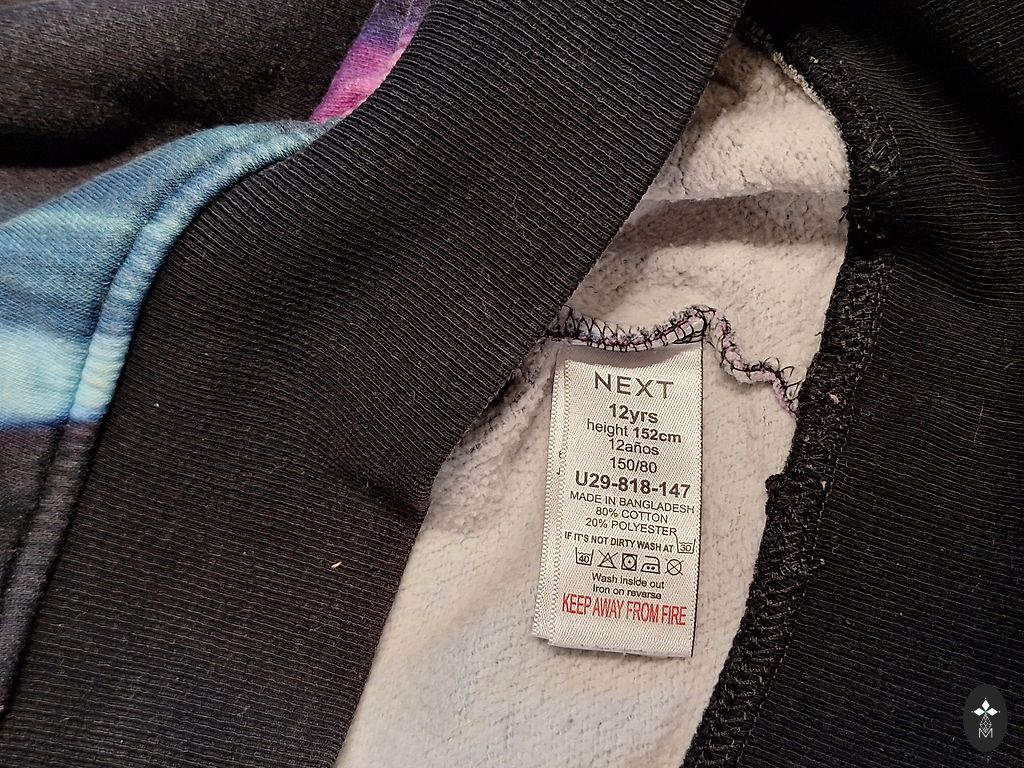 NEXT
12yrs
height 152cm
12años
150/80
U29-818-147
MADE IN BANGLADESH
80% COTTON
20% POLYESTER
IF IT'S NOT DIRTY WASH AT 30
40
Wash inside out
Iron on reverse
KEEP AWAY FROM FIRE
M